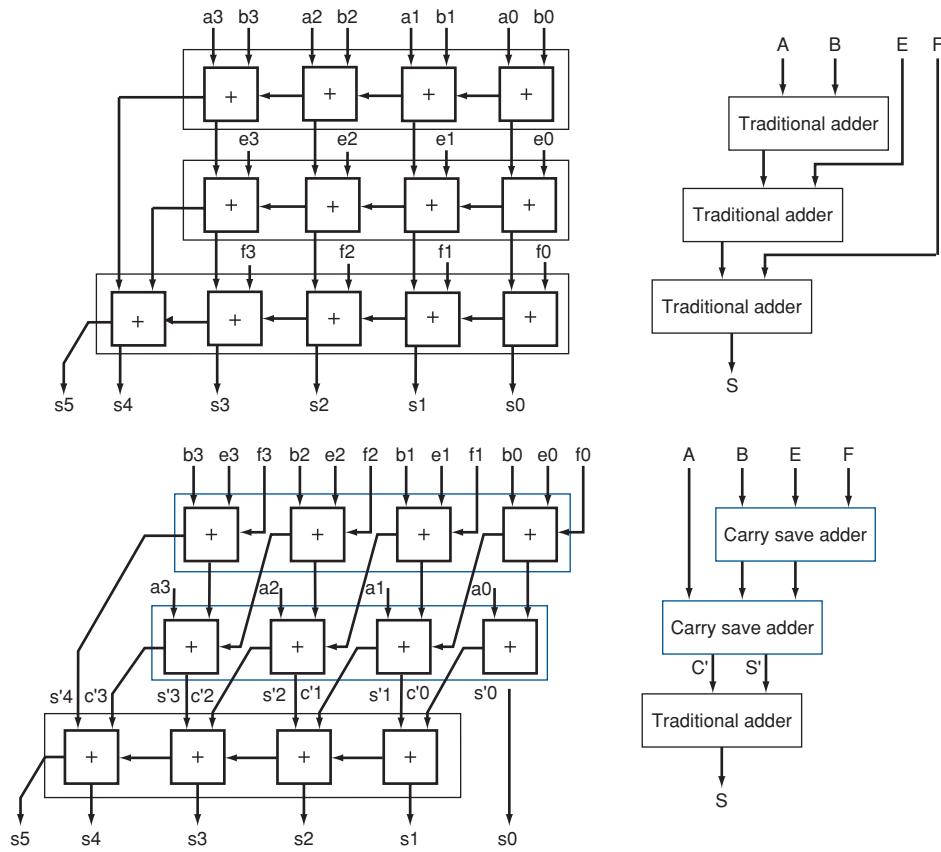 a3 b3 a2 b2 a1 b1 a0 b0
+ + + +
e3 e2 e1 e0
+ + + +
f3 f2 f1 f0
+ + + + +
s5 s4 s3 s2 s1 s0
A B E F
Traditional adder
Traditional adder
Traditional adder
S
b3 e3 f3 b2 e2 f2 b1 e1 f1 b0 e0 f0
+ + + +
a3 a2 a1 a0
+ + + +
s'4 c'3 s'3 c'2 s'2 c'1 s'1 c'0 s'0
+ + + +
s5 s4 s3 s2 s1 s0
A B E F
Carry save adder
Carry save adder
C' S'
Traditional adder
S